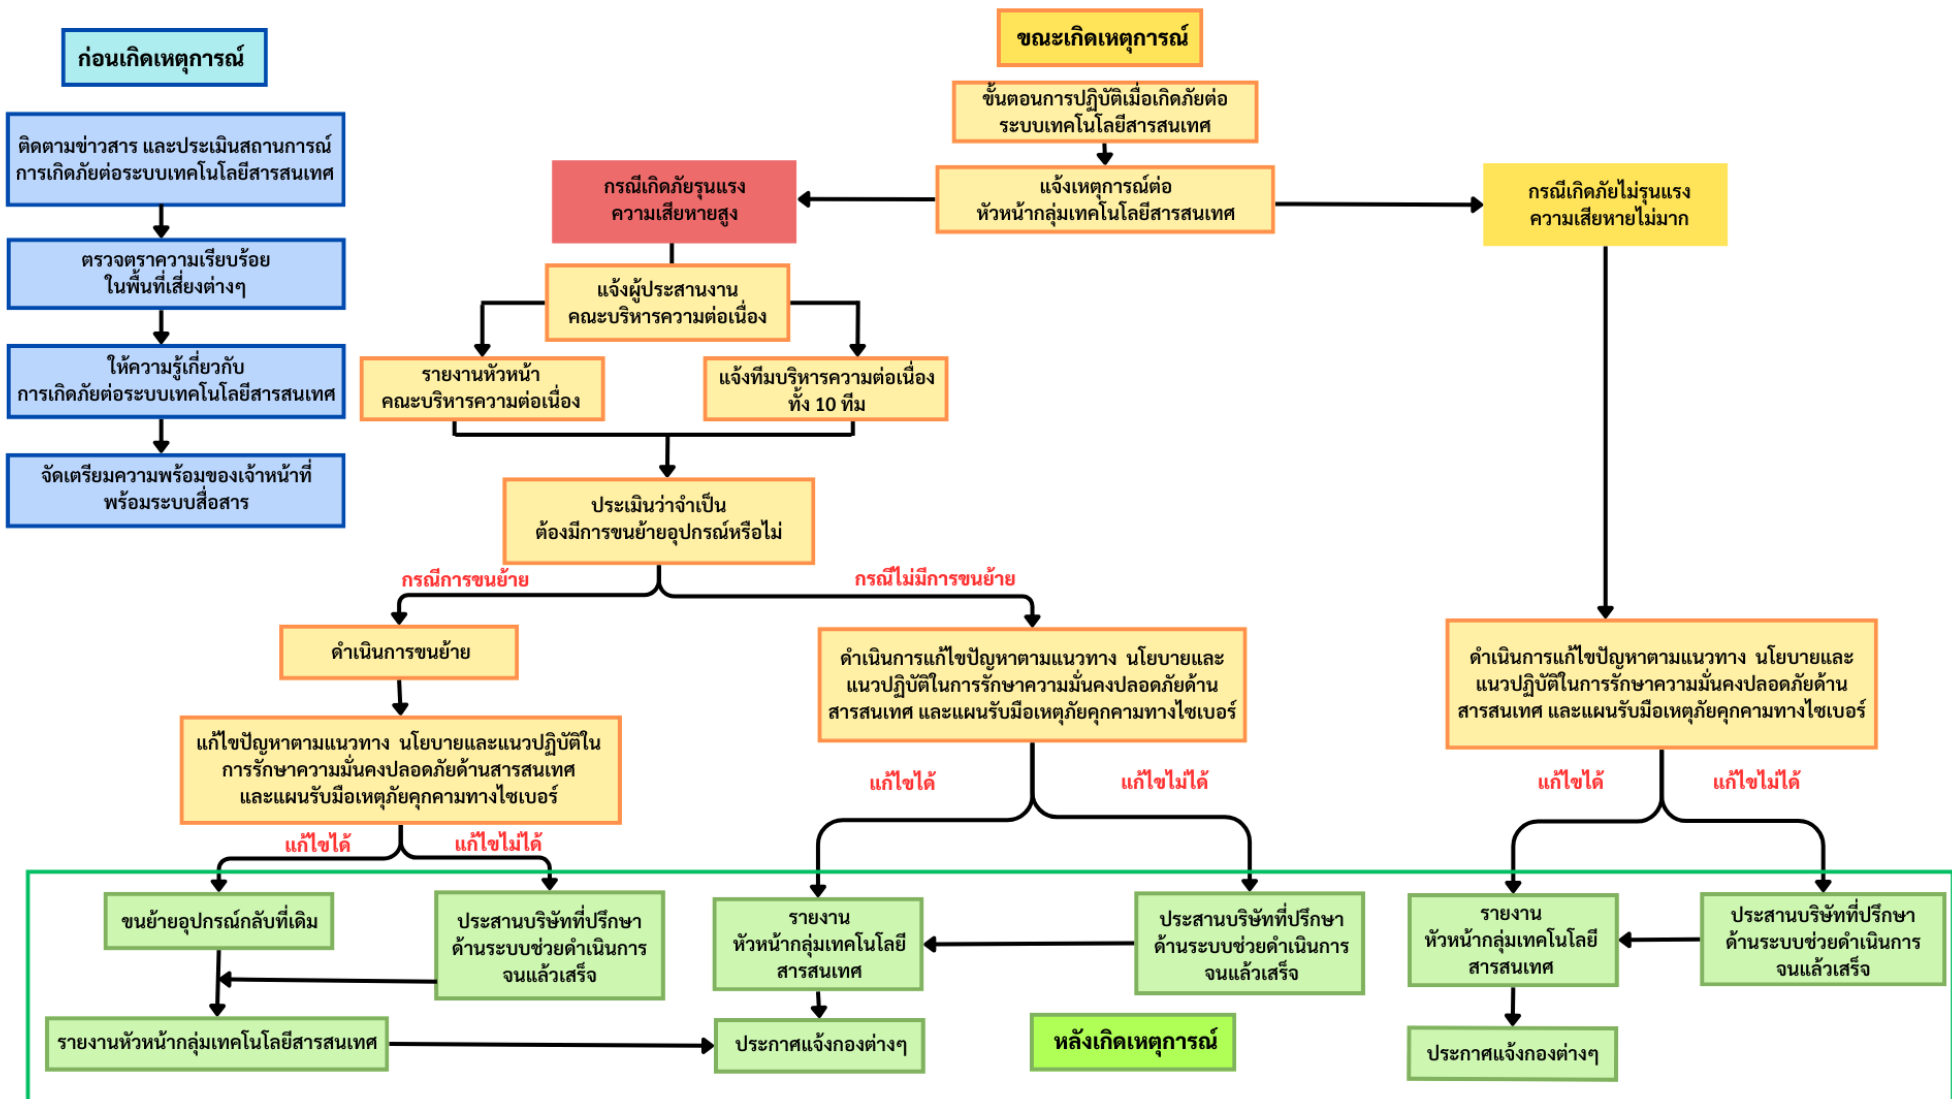 ก่อนเกิดเหตุการณ์
ติดตามข่าวสาร และประเมินสถานการณ์
การเกิดภัยต่อระบบเทคโนโลยีสารสนเทศ
ตรวจตราความเรียบร้อย
ในพื้นที่เสี่ยงต่างๆ
ให้ความรู้เกี่ยวกับ
การเกิดภัยต่อระบบเทคโนโลยีสารสนเทศ
จัดเตรียมความพร้อมของเจ้าหน้าที่
พร้อมระบบสื่อสาร
ขณะเกิดเหตุการณ์
ขั้นตอนการปฏิบัติเมื่อเกิดภัยต่อ
ระบบเทคโนโลยีสารสนเทศ
แจ้งเหตุการณ์ต่อ
หัวหน้ากลุ่มเทคโนโลยีสารสนเทศ
กรณีเกิดภัยรุนแรง
ความเสียหายสูง
กรณีเกิดภัยไม่รุนแรง
ความเสียหายไม่มาก
แจ้งผู้ประสานงาน
คณะบริหารความต่อเนื่อง
รายงานหัวหน้า
คณะบริหารความต่อเนื่อง
แจ้งทีมบริหารความต่อเนื่อง
ทั้ง 10 ทีม
ประเมินว่าจำเป็น
ต้องมีการขนย้ายอุปกรณ์หรือไม่
กรณีการขนย้าย
กรณีไม่มีการขนย้าย
ดำเนินการขนย้าย
แก้ไขปัญหาตามแนวทาง นโยบายและแนวปฏิบัติใน
การรักษาความมั่นคงปลอดภัยด้านสารสนเทศ
และแผนรับมือเหตุภัยคุกคามทางไซเบอร์
ดำเนินการแก้ไขปัญหาตามแนวทาง นโยบายและ
แนวปฏิบัติในการรักษาความมั่นคงปลอดภัยด้าน
สารสนเทศ และแผนรับมือเหตุภัยคุกคามทางไซเบอร์
ดำเนินการแก้ไขปัญหาตามแนวทาง นโยบายและ
แนวปฏิบัติในการรักษาความมั่นคงปลอดภัยด้าน
สารสนเทศ และแผนรับมือเหตุภัยคุกคามทางไซเบอร์
แก้ไขได้
แก้ไขไม่ได้
แก้ไขได้
แก้ไขไม่ได้
แก้ไขได้
แก้ไขไม่ได้
ขนย้ายอุปกรณ์กลับที่เดิม
ประสานบริษัทที่ปรึกษา
ด้านระบบช่วยดำเนินการ
จนแล้วเสร็จ
รายงานหัวหน้ากลุ่มเทคโนโลยีสารสนเทศ
รายงาน
หัวหน้ากลุ่มเทคโนโลยี
สารสนเทศ
ประสานบริษัทที่ปรึกษา
ด้านระบบช่วยดำเนินการ
จนแล้วเสร็จ
ประกาศแจ้งกองต่างๆ
หลังเกิดเหตุการณ์
รายงาน
หัวหน้ากลุ่มเทคโนโลยี
สารสนเทศ
ประสานบริษัทที่ปรึกษา
ด้านระบบช่วยดำเนินการ
จนแล้วเสร็จ
ประกาศแจ้งกองต่างๆ